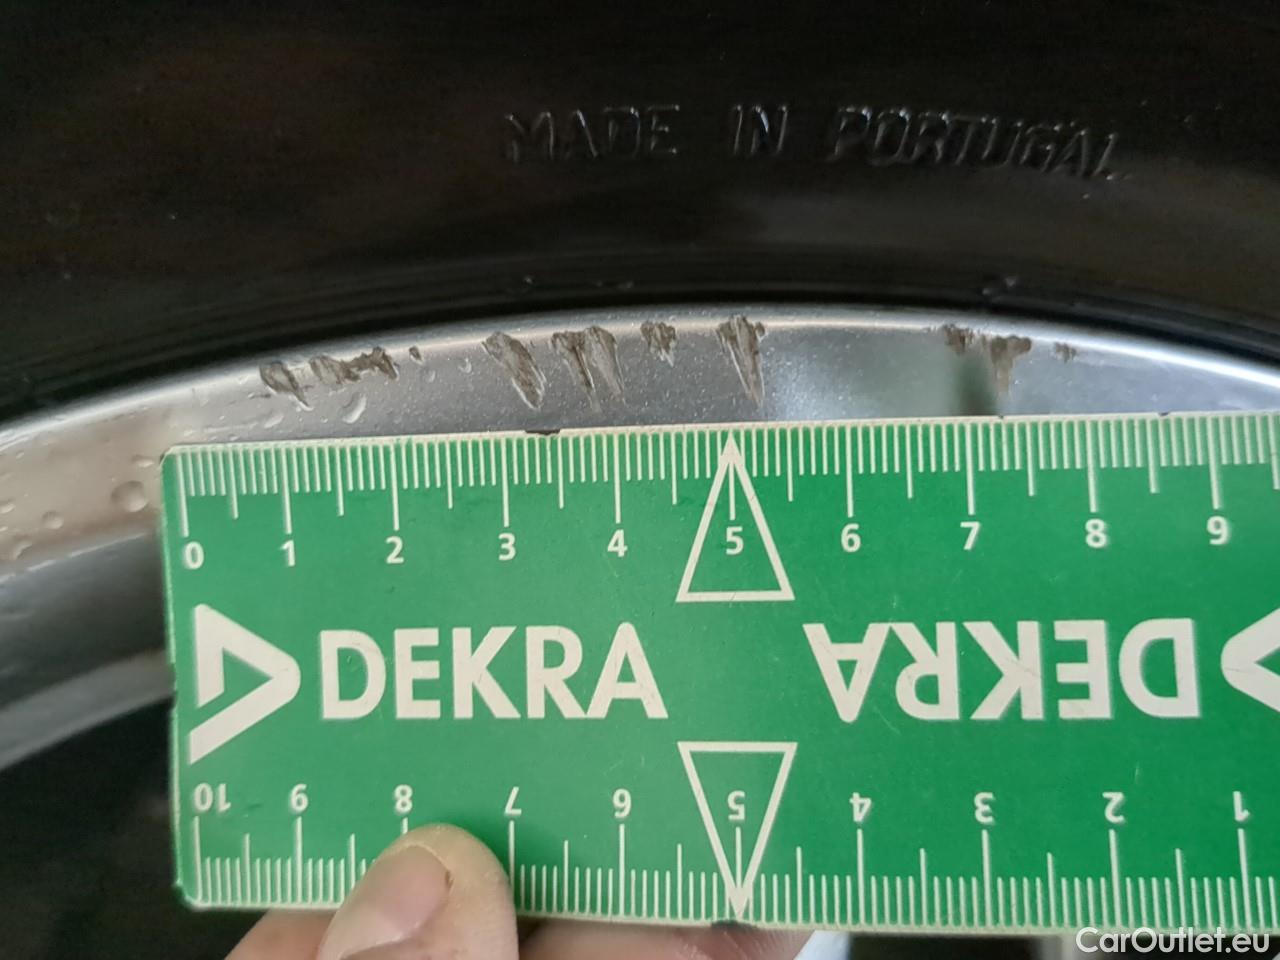 MADE IN PORTUGAL
0 1 2 3 4 5 6 7 8 9
DEKRA DEKRA
10 9 8 7 6 5 4 3 2 1
CarOutlet.eu